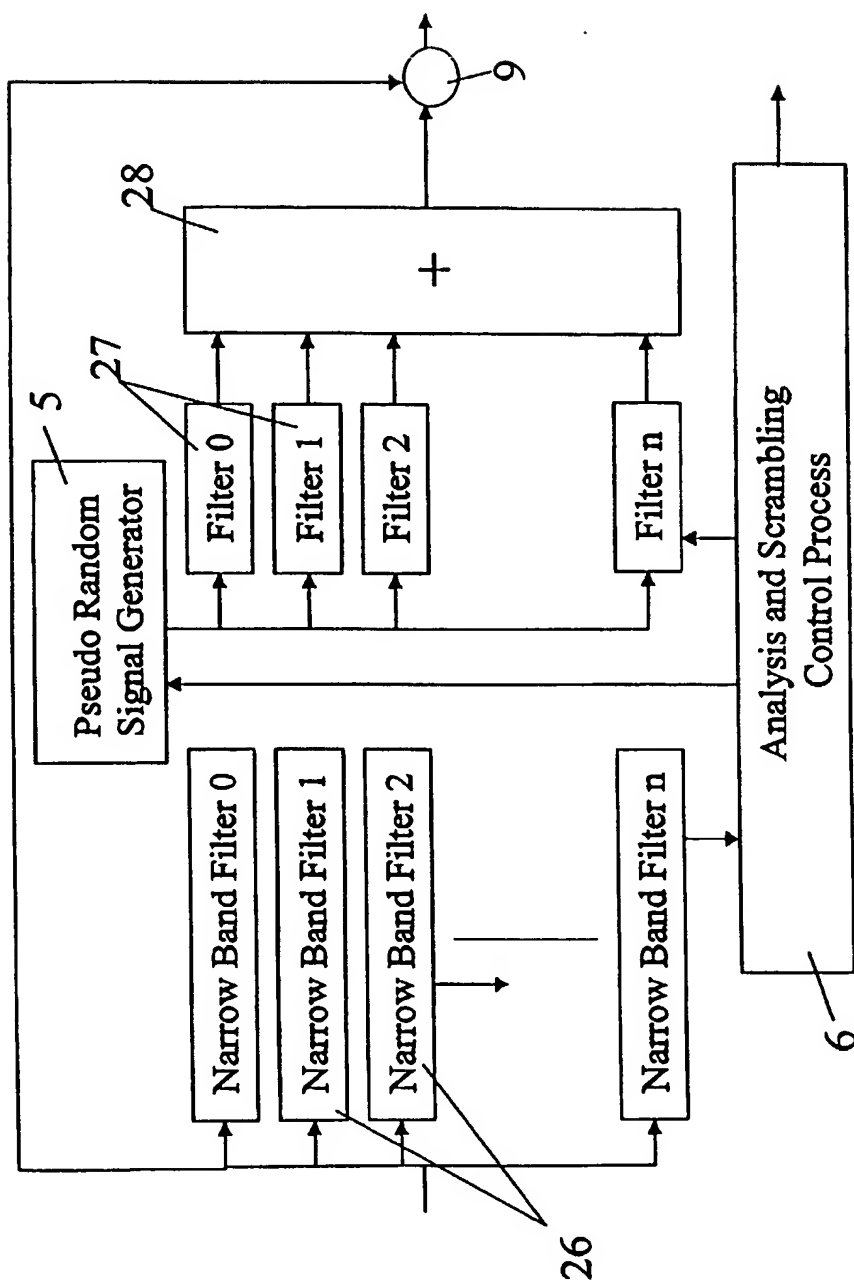 5
Pseudo Random
Signal Generator
28
9
27
Narrow Band Filter 0
Filter 0
Narrow Band Filter 1
Filter 1
+
Narrow Band Filter 2
Filter 2
26
Narrow Band Filter n
Filter n
Analysis and Scrambling
Control Process
6